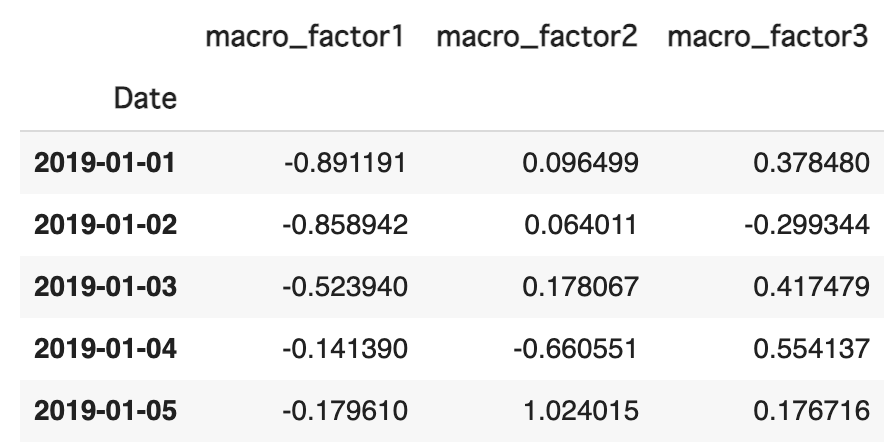 macro_factor1 macro_factor2 macro_factor3
Date
2019-01-01 -0.891191 0.096499 0.378480
2019-01-02 -0.858942 0.064011 -0.299344
2019-01-03 -0.523940 0.178067 0.417479
2019-01-04 -0.141390 -0.660551 0.554137
2019-01-05 -0.179610 1.024015 0.176716